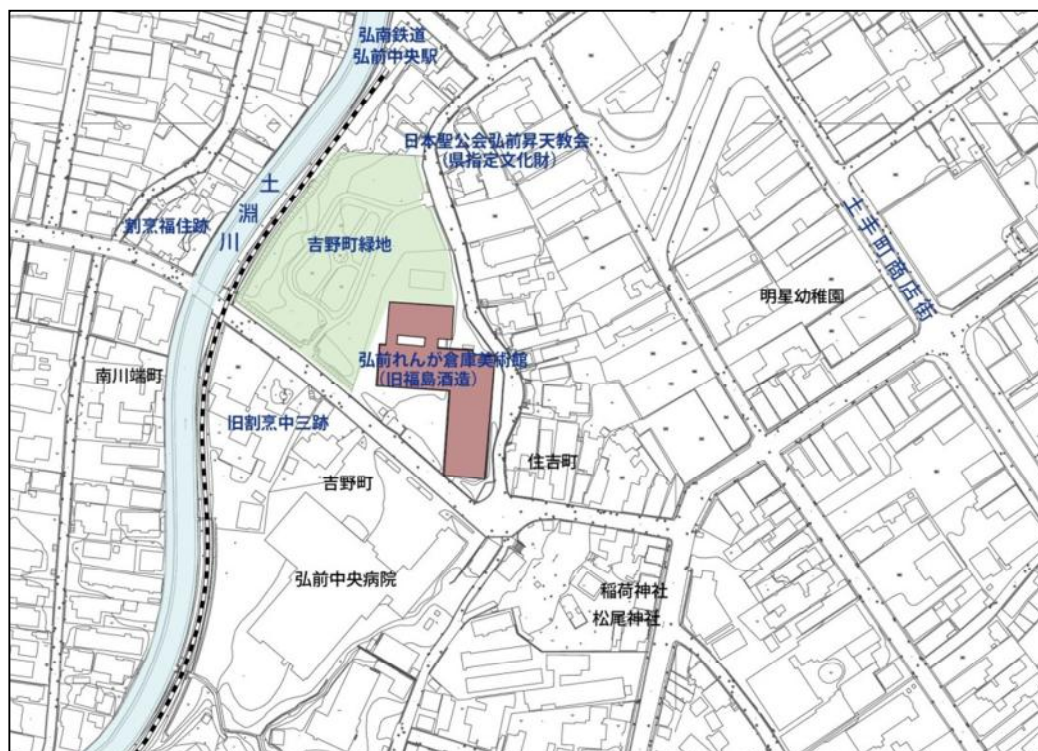 弘南鉄道
弘前中央駅
日本聖公会弘前昇天教会
（県指定文化財）
土淵川
割烹福住跡
吉野町緑地
土手町商店街
明星幼稚園
弘前れんが倉庫美術館
（旧福島酒造）
南川端町
旧割烹中三跡
住吉町
吉野町
弘前中央病院
稲荷神社
松尾神社